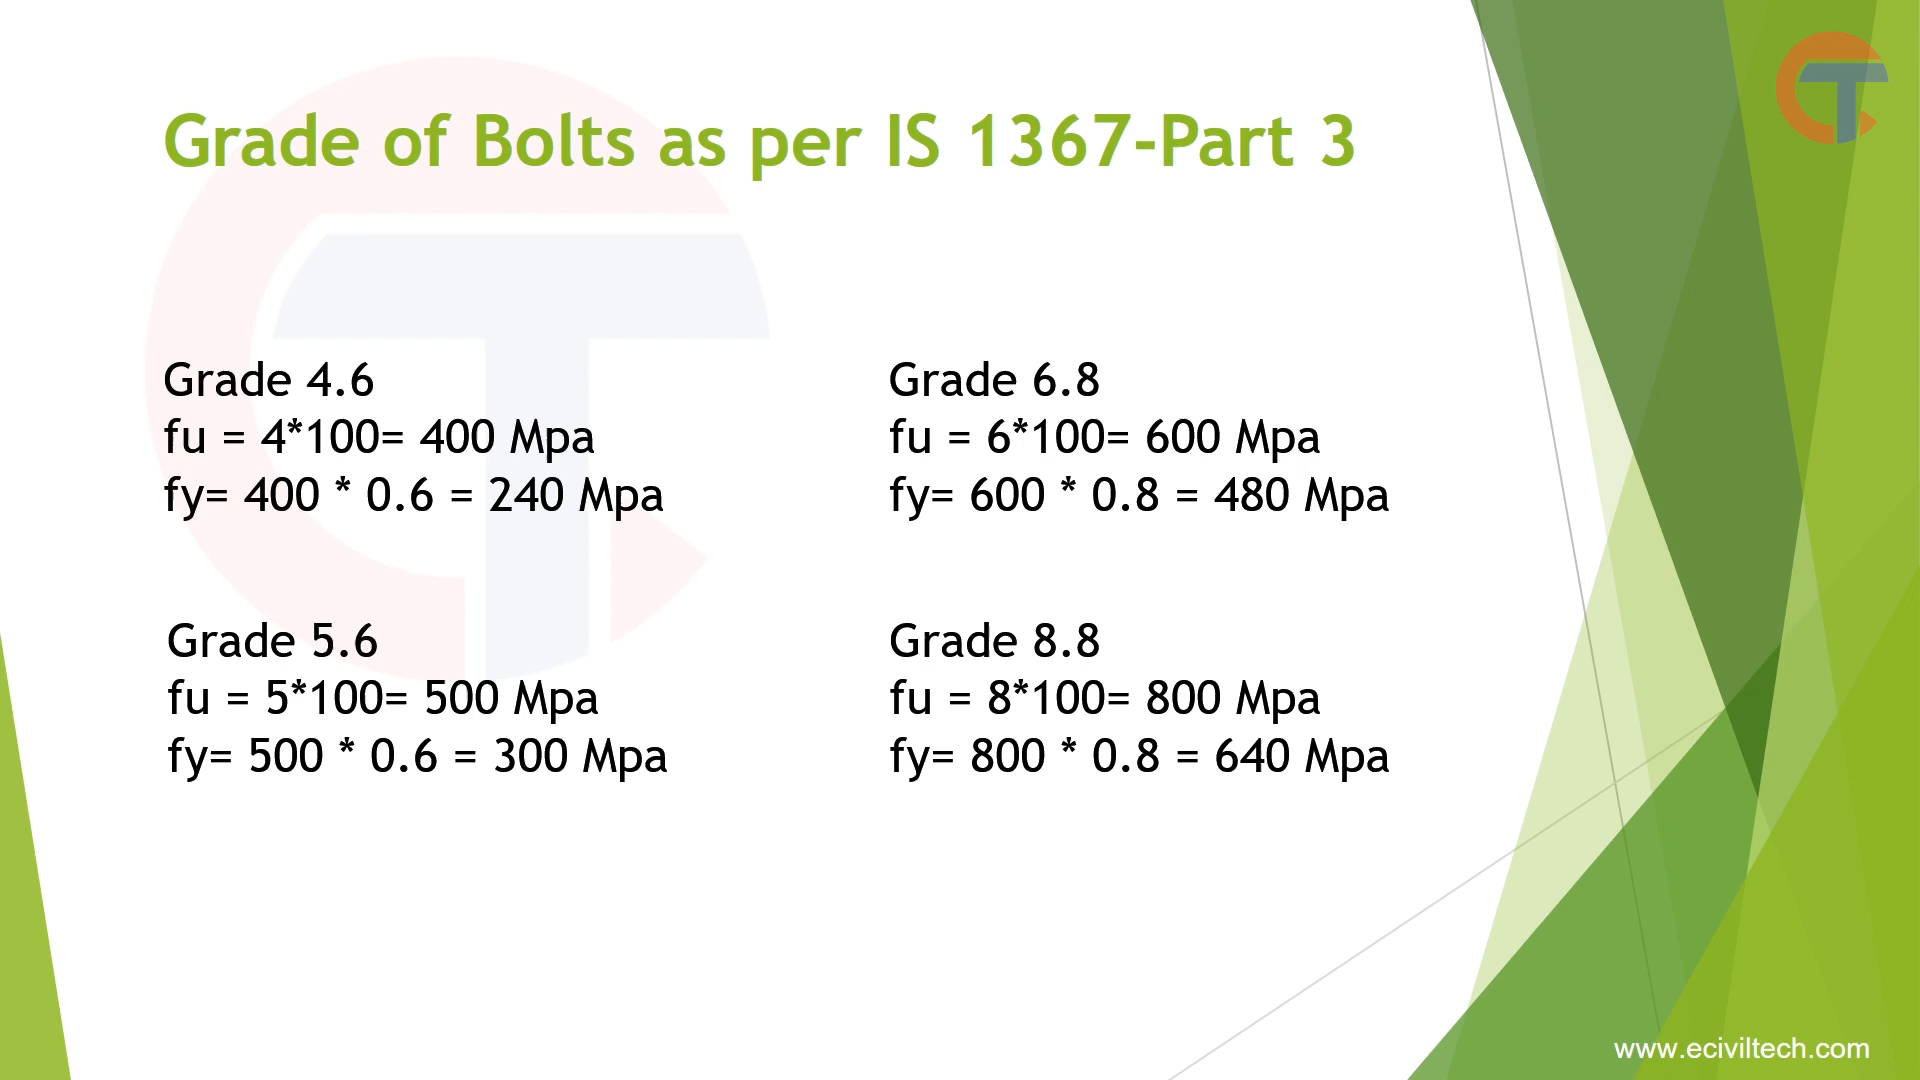 Grade of Bolts as per IS 1367-Part 3
Grade 4.6
fu = 4*100= 400 Mpa
fy= 400 * 0.6 = 240 Mpa
Grade 6.8
fu = 6*100= 600 Mpa
fy= 600 * 0.8 = 480 Mpa
Grade 5.6
fu = 5*100= 500 Mpa
fy= 500 * 0.6 = 300 Mpa
Grade 8.8
fu = 8*100= 800 Mpa
fy= 800 * 0.8 = 640 Mpa
www.eciviltech.com